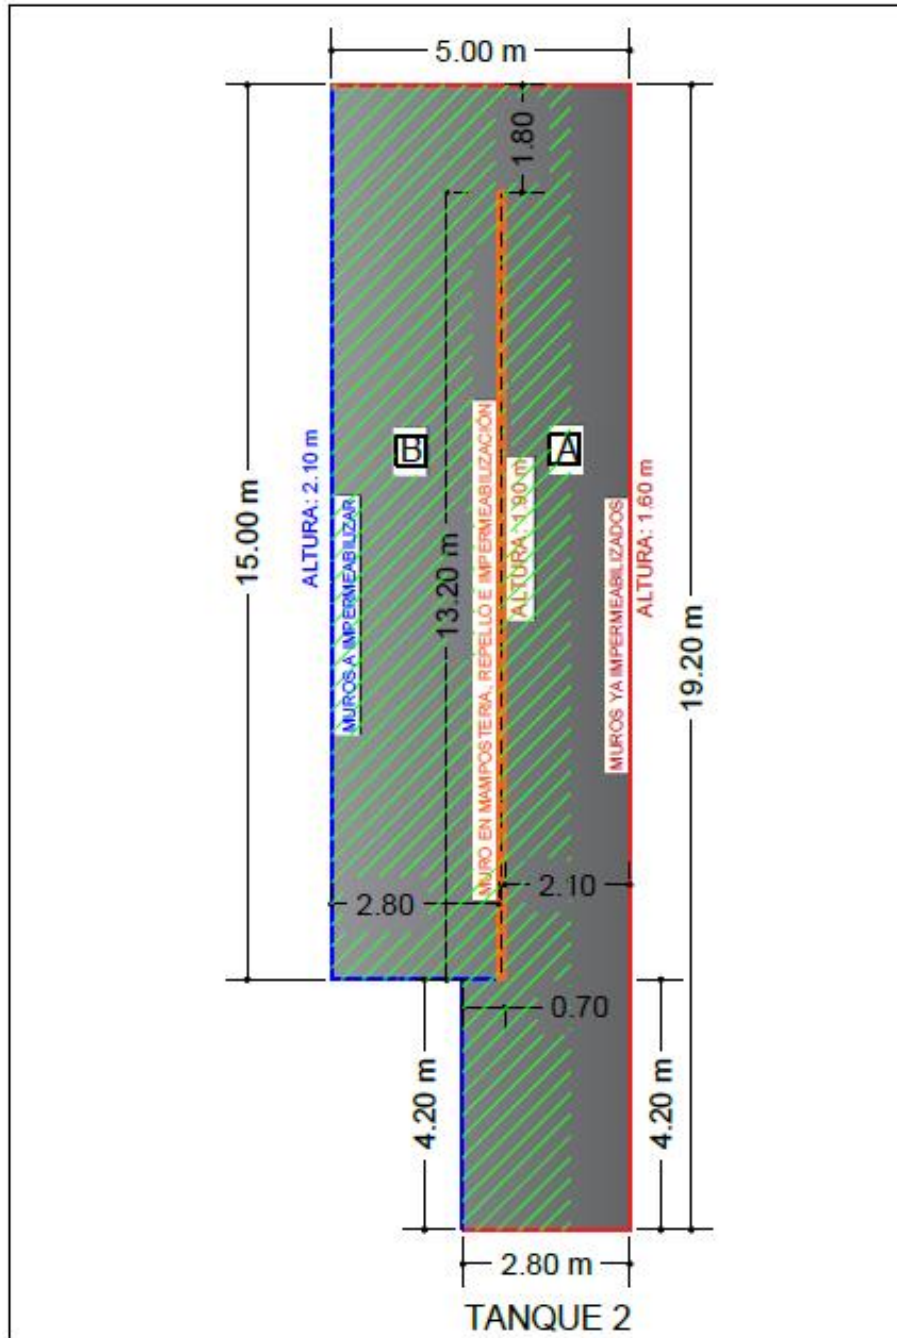 5.00 m
1.80
B
A
ALTURA: 2.10 m
MUROS A IMPERMEABILIZAR
15.00 m
13.20 m
MURO EN MAMPOSTERIA, REPELLO E IMPERMEABILIZACIÓN
ALTURA: 1.90 m
MUROS YA IMPERMEABILIZADOS
ALTURA: 1.60 m
19.20 m
2.80
2.10
0.70
4.20 m
4.20 m
2.80 m
TANQUE 2